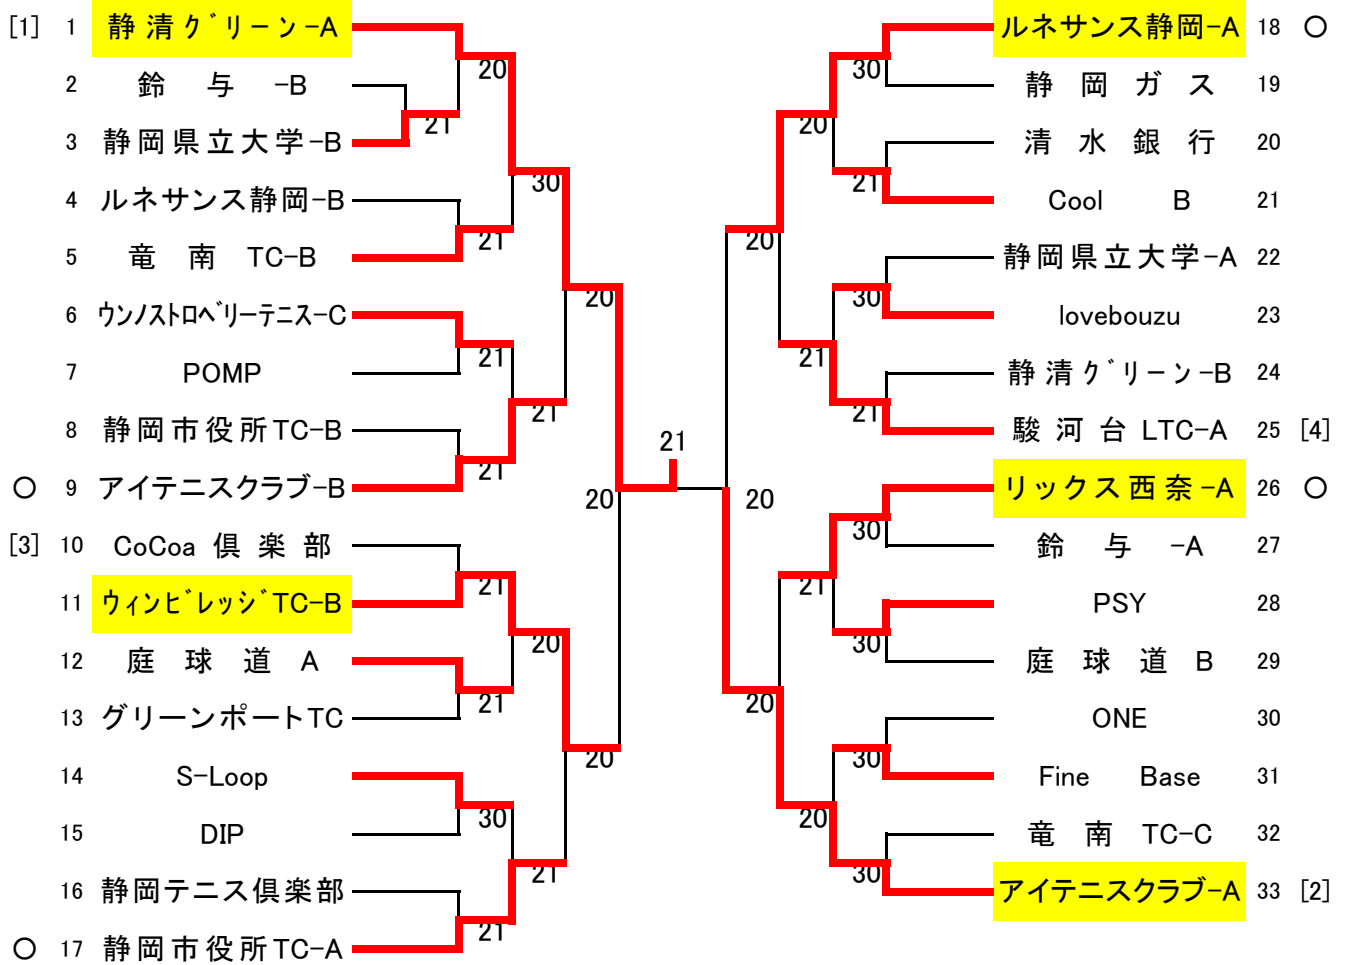 [1] 1 静清グリーン-A
2 鈴与-B
3 静岡県立大学-B
4 ルネサンス静岡-B
5 竜南TC-B
6 ウンノストロベリーテニス-C
7 POMP
8 静岡市役所TC-B
○ 9 アイテニスクラブ-B
[3] 10 CoCoa 倶楽部
11 ウィンビレッジTC-B
12 庭球道A
13 グリーンポートTC
14 S-Loop
15 DIP
16 静岡テニス倶楽部
○ 17 静岡市役所TC-A
20
21
30
21
20
21
21
21
20
21
20
21
20
30
21
21
21
20
30
20
21
20
30
21
21
30
21
30
20
30
20
30
ルネサンス静岡-A 18 ○
静岡ガス 19
清水銀行 20
Cool B 21
静岡県立大学-A 22
lovebouzu 23
静清グリーン-B 24
駿河台LTC-A 25 [4]
リックス西奈-A 26 ○
鈴与-A 27
PSY 28
庭球道B 29
ONE 30
Fine Base 31
竜南TC-C 32
アイテニスクラブ-A 33 [2]